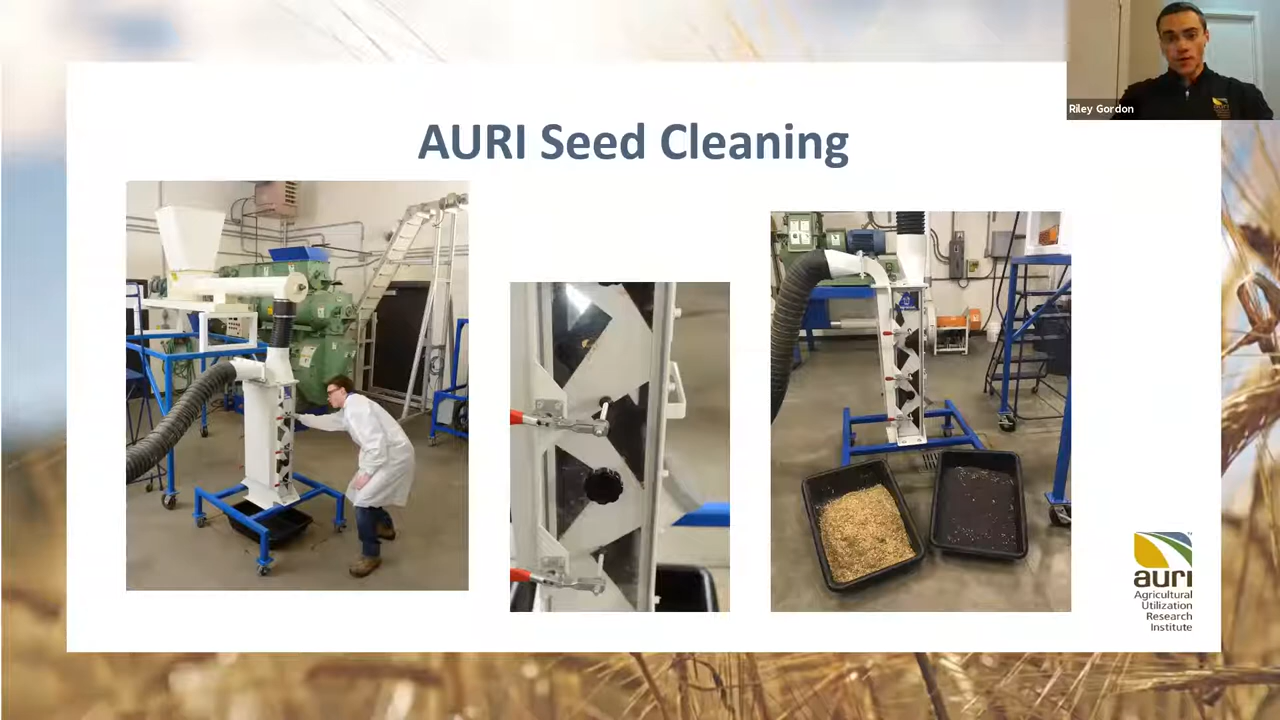 Riley Gordon
AURI Seed Cleaning
auri
Agricultural
Utilization
Research
Institute